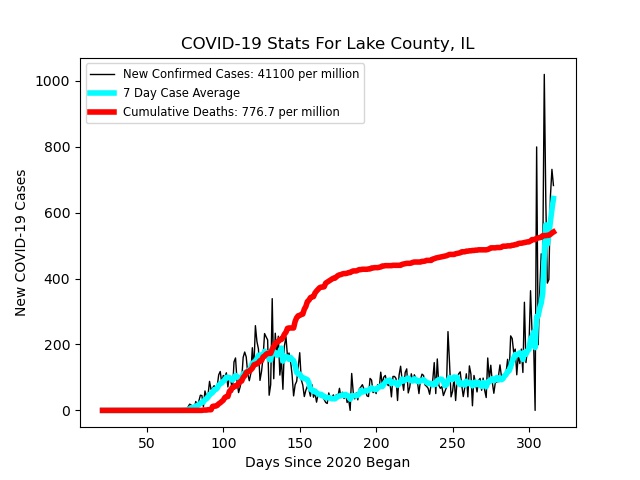 COVID-19 Stats For Lake County, IL
New Confirmed Cases: 41100 per million
7 Day Case Average
Cumulative Deaths: 776.7 per million
New COVID-19 Cases
1000
800
600
400
200
0
50 100 150 200 250 300
Days Since 2020 Began